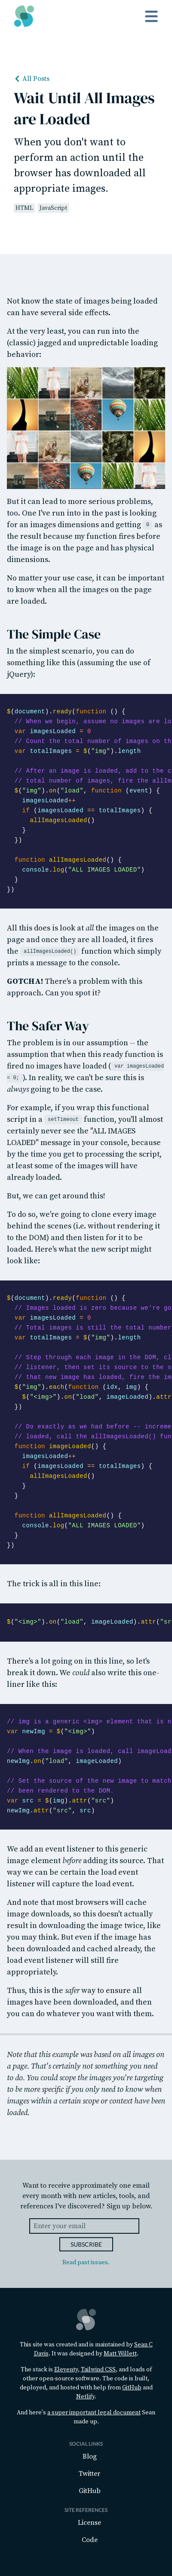 All Posts
Wait Until All Images
are Loaded
When you don't want to
perform an action until the
browser has downloaded all
appropriate images.
HTML JavaScript
Not know the state of images being loaded
can have several side effects.
At the very least, you can run into the
(classic) jagged and unpredictable loading
behavior:
But it can lead to more serious problems,
too. One I've run into in the past is looking
for an images dimensions and getting 0 as
the result because my function fires before
the image is on the page and has physical
dimensions.
No matter your use case, it can be important
to know when all the images on the page
are loaded.
The Simple Case
In the simplest scenario, you can do
something like this (assuming the use of
jQuery):
$(document).ready(function () {
// When we begin, assume no images are lo
var imagesLoaded = 0
// Count the total number of images on th
var totalImages = $("img").length
// After an image is loaded, add to the c
// total number of images, fire the allIm
$("img").on("load", function (event) {
imagesLoaded++
if (imagesLoaded == totalImages) {
allImagesLoaded()
}
})
function allImagesLoaded() {
console.log("ALL IMAGES LOADED")
}
})
All this does is look at all the images on the
page and once they are all loaded, it fires
the allImagesLoaded() function which simply
prints a message to the console.
GOTCHA! There's a problem with this
approach. Can you spot it?
The Safer Way
The problem is in our assumption -- the
assumption that when this ready function is
fired no images have loaded ( var imagesLoaded
= 0; ). In reality, we can't be sure this is
always going to be the case.
For example, if you wrap this functional
script in a setTimeout function, you'll almost
certainly never see the "ALL IMAGES
LOADED" message in your console, because
by the time you get to processing the script,
at least some of the images will have
already loaded.
But, we can get around this!
To do so, we're going to clone every image
behind the scenes (i.e. without rendering it
to the DOM) and then listen for it to be
loaded. Here's what the new script might
look like:
$(document).ready(function () {
// Images loaded is zero because we're go
var imagesLoaded = 0
// Total images is still the total number
var totalImages = $("img").length
// Step through each image in the DOM, cl
// listener, then set its source to the s
// that new image has loaded, fire the im
$("img").each(function (idx, img) {
$("<img>").on("load", imageLoaded).attr
})
// Do exactly as we had before -- increme
// loaded, call the allImagesLoaded() fun
function imageLoaded() {
imagesLoaded++
if (imagesLoaded == totalImages) {
allImagesLoaded()
}
}
function allImagesLoaded() {
console.log("ALL IMAGES LOADED")
}
})
The trick is all in this line:
$("<img>").on("load", imageLoaded).attr("sr
There's a lot going on in this line, so let's
break it down. We could also write this one-
liner like this:
// img is a generic <img> element that is n
var newImg = $("<img>")
// When the image is loaded, call imageLoad
newImg.on("load", imageLoaded)
// Set the source of the new image to match
// been rendered to the DOM.
var src = $(img).attr("src")
newImg.attr("src", src)
We add an event listener to this generic
image element before adding its source. That
way we can be certain the load event
listener will capture the load event.
And note that most browsers will cache
image downloads, so this doesn't actually
result in downloading the image twice, like
you may think. But even if the image has
been downloaded and cached already, the
load event listener will still fire
appropriately.
Thus, this is the safer way to ensure all
images have been downloaded, and then
you can do whatever you want with them.
Note that this example was based on all images on
a page. That's certainly not something you need
to do. You could scope the images you're targeting
to be more specific if you only need to know when
images within a certain scope or context have been
loaded.
Want to receive approximately one email
every month with new articles, tools, and
references I've discovered? Sign up below.
Enter your email
SUBSCRIBE
Read past issues.
This site was created and is maintained by Sean C
Davis. It was designed by Matt Willett.
The stack is Eleventy, Tailwind CSS, and loads of
other open-source software. The code is built,
deployed, and hosted with help from GitHub and
Netlify.
And here's a super important legal document Sean
made up.
SOCIAL LINKS
Blog
Twitter
GitHub
SITE REFERENCES
License
Code